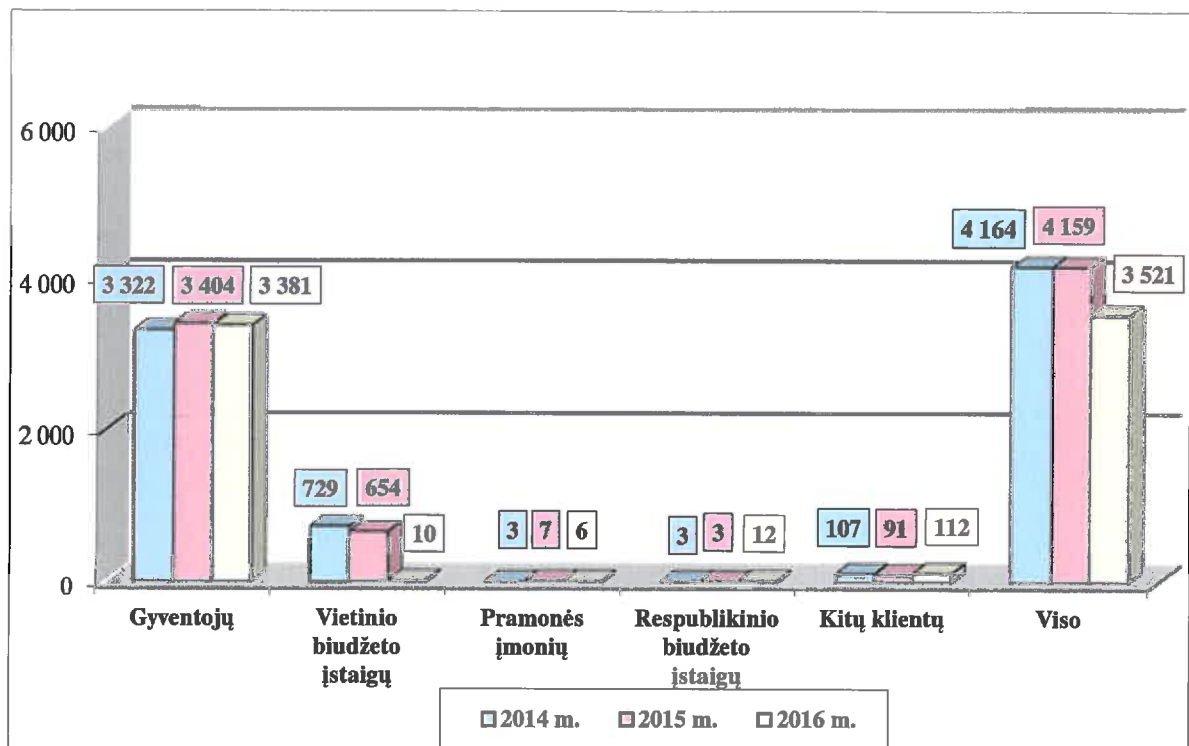 6 000
4 000
2 000
0
3 322
3 404
3 381
729
654
10
3
7
6
3
3
12
107
91
112
4 164
4 159
3 521
Gyventojų
Vietinio
biudžeto
įstaigų
Pramonės
įmonių
Respublikinio
biudžeto
įstaigų
Kitų klientų
Viso
2014 m.
2015 m.
2016 m.